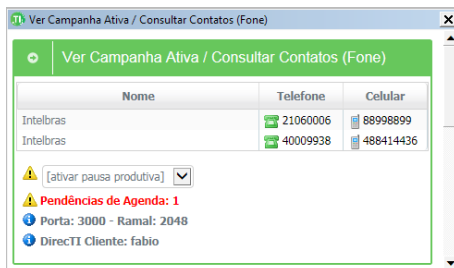 Ver Campanha Ativa / Consultar Contatos (Fone)
Ver Campanha Ativa / Consultar Contatos (Fone)
Nome Telefone Celular
Intelbras 21060006 88998899
Intelbras 40009938 488414436
[ativar pausa produtiva]
Pendências de Agenda: 1
Porta: 3000 - Ramal: 2048
DirecTI Cliente: fabio